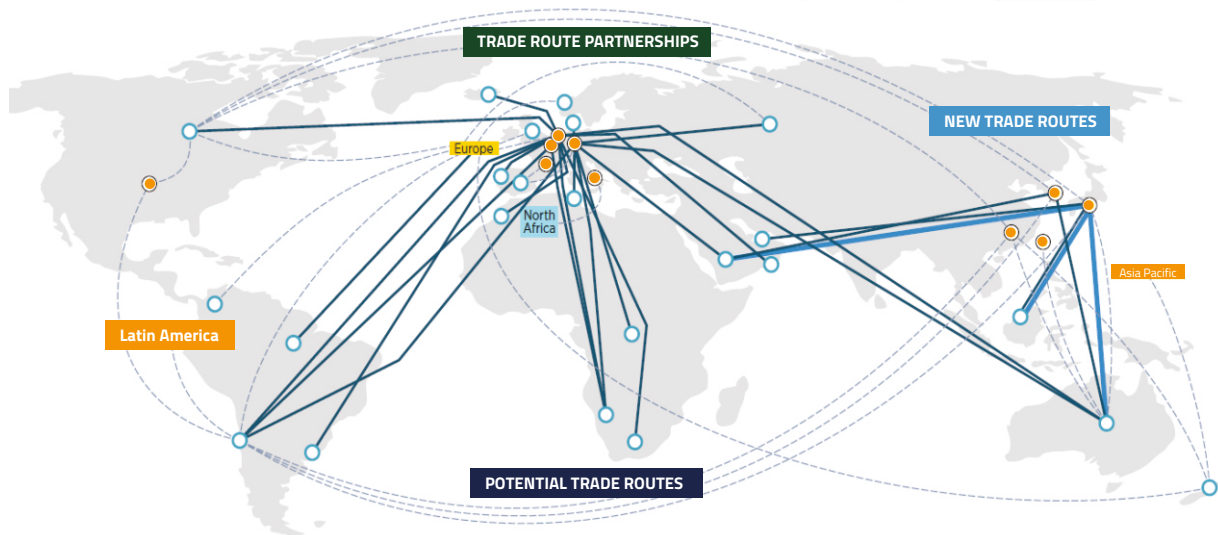 TRADE ROUTE PARTNERSHIPS
NEW TRADE ROUTES
Europe
North
Africa
Asia Pacific
Latin America
POTENTIAL TRADE ROUTES